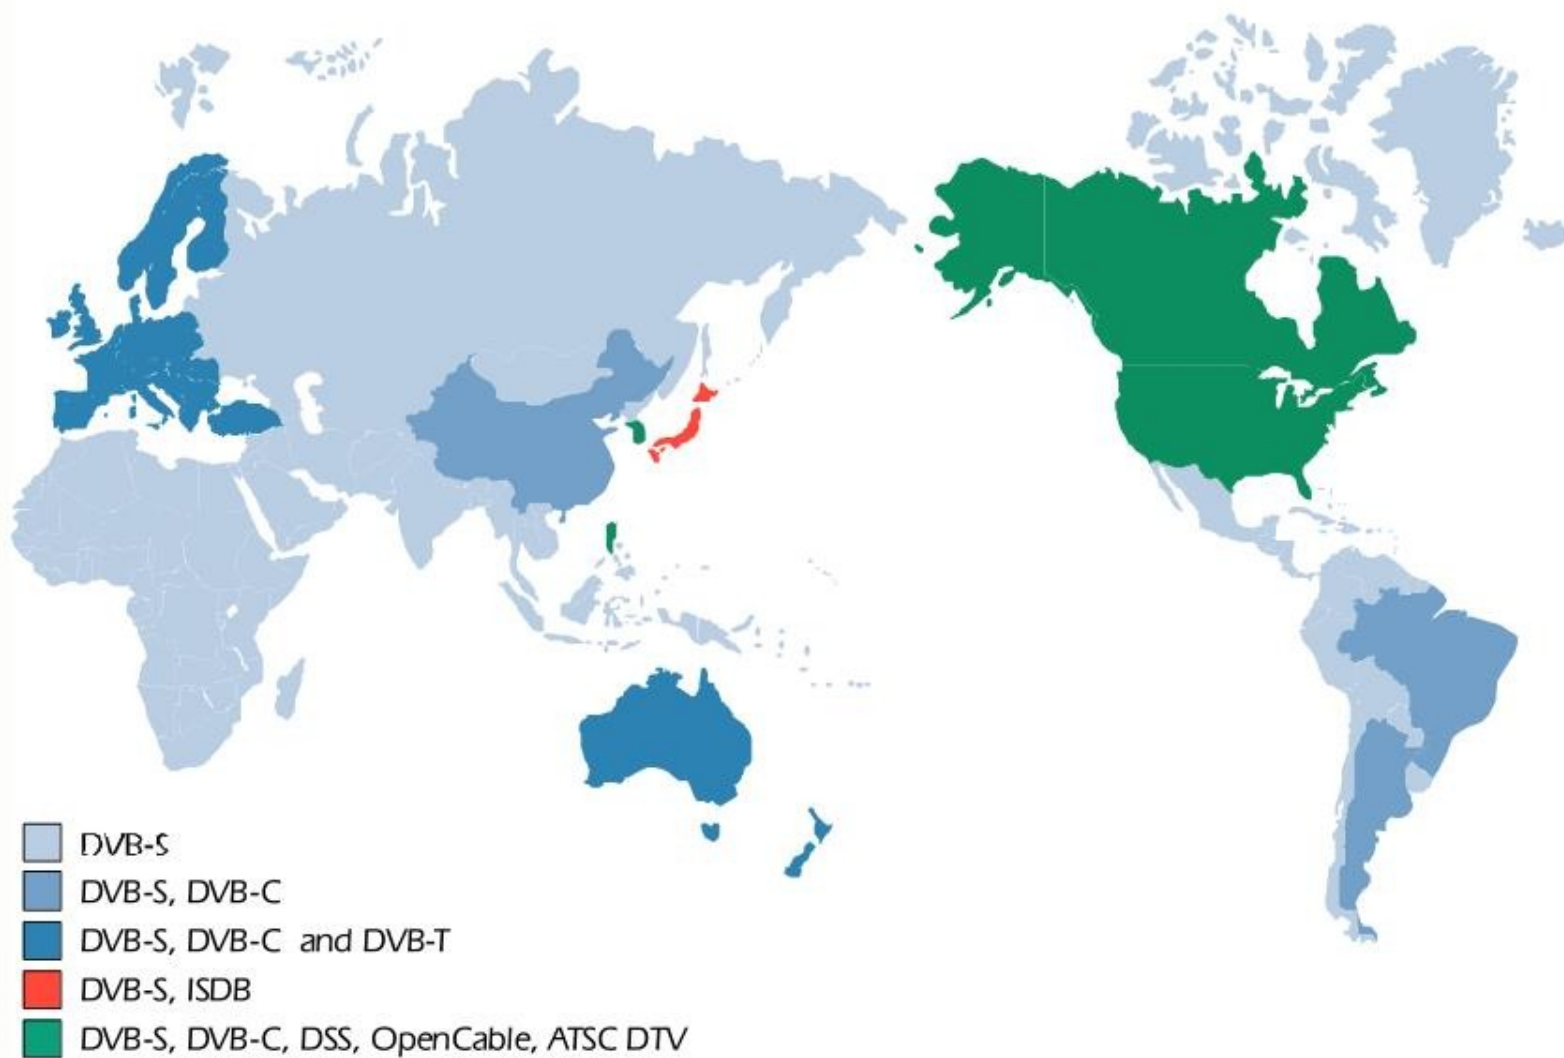 DVB-S
DVB-S, DVB-C
DVB-S, DVB-C and DVB-T
DVB-S, ISDB
DVB-S, DVB-C, DSS, OpenCable, ATSC DTV